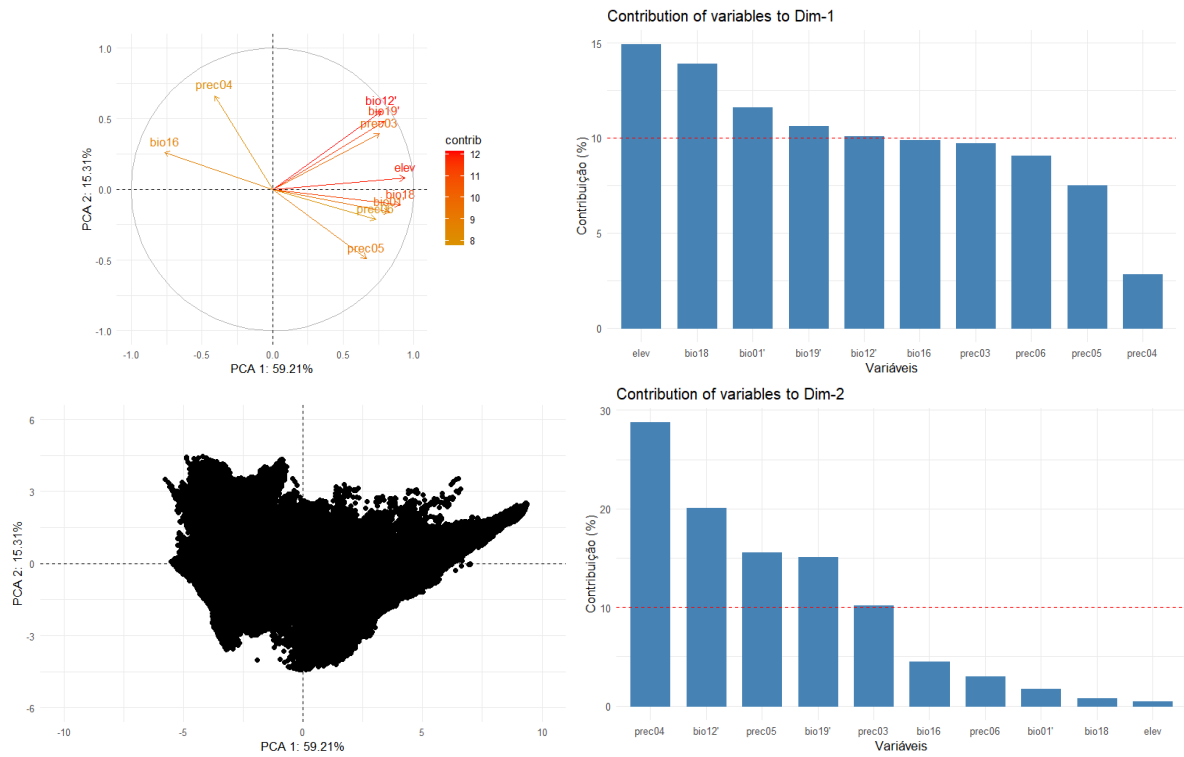 1.0
0.5
0.0
-0.5
-1.0
PCA 2: 15.31%
prec04
bio16
bio12'
bio19'
prec03
elev
bio18
bio01'
prec06
prec05
-1.0 -0.5 0.0 0.5 1.0
PCA 1: 59.21%
contrib
12
11
10
9
8
Contribution of variables to Dim-1
15
10
5
0
Contribuição (%)
elev bio18 bio01' bio19' bio12' bio16 prec03 prec06 prec05 prec04
Variáveis
6
3
0
-3
-6
PCA 2: 15.31%
-10 -5 0 5 10
PCA 1: 59.21%
Contribution of variables to Dim-2
30
20
10
0
Contribuição (%)
prec04 bio12' prec05 bio19' prec03 bio16 prec06 bio01' bio18 elev
Variáveis